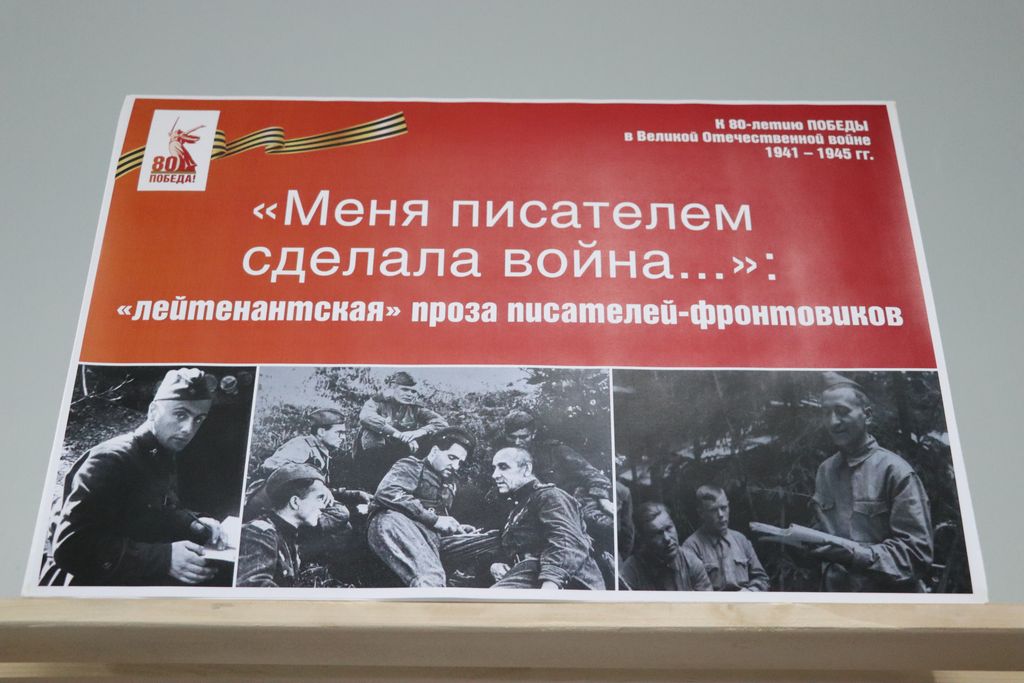 80
ПОБЕДА!
К 80-летию ПОБЕДЫ
в Великой Отечественной войне
1941 – 1945 гг.
«Меня писателем
сделала война...»:
«лейтенантская» проза писателей-фронтовиков